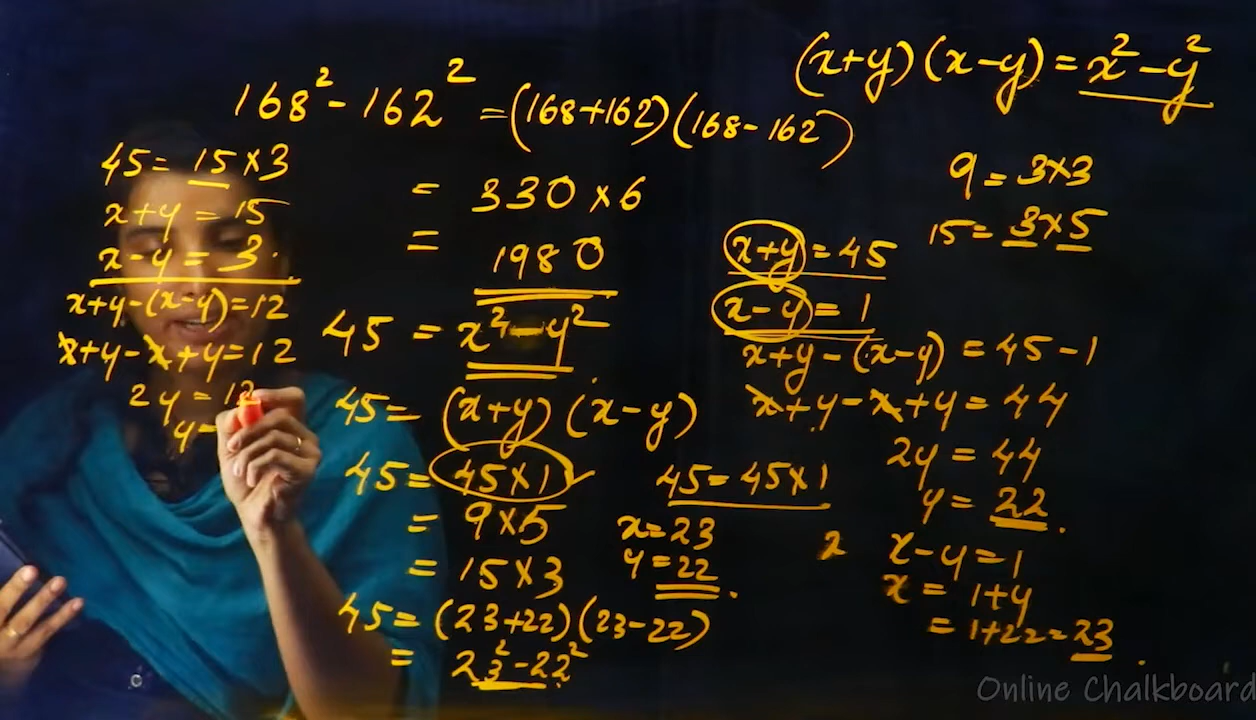 (x+y)(x-y) = x² - y²
168² - 162² = (168+162)(168-162)
= 330 × 6
= 1980
45 = 15 × 3
x+y = 15
x-y = 3.
x+y-(x-y) = 12
x+y-x+y = 12
2y = 12
y =
45 = x² - y²
45 = (x+y)(x-y)
45 = 45×1
= 9×5
= 15×3
45 = (23+22)(23-22)
= 23² - 22²
45 = 45×1
x = 23
y = 22
9 = 3×3
15 = 3×5
x+y = 45
x-y = 1
x+y-(x-y) = 45-1
x+y-x+y = 44
2y = 44
y = 22
x-y = 1
x = 1+y
= 1+22 = 23
Online Chalkboard